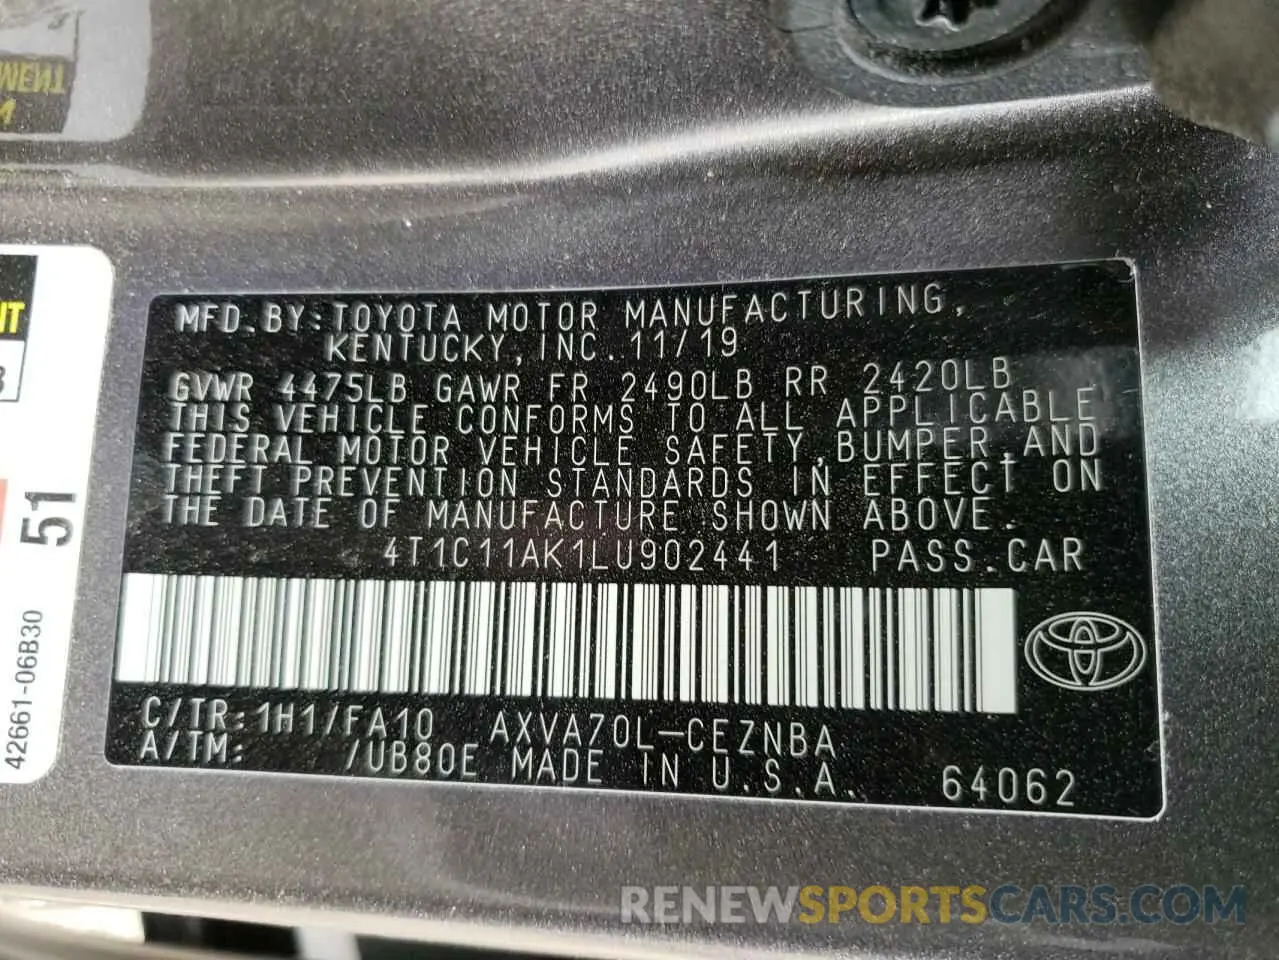 MFD.BY:TOYOTA MOTOR MANUFACTURING,
KENTUCKY, INC. 11/19
GVWR 4475LB GAWR FR 2490LB RR 2420LB
THIS VEHICLE CONFORMS TO ALL APPLICABLE
FEDERAL MOTOR VEHICLE SAFETY,BUMPER,AND
THEFT PREVENTION STANDARDS IN EFFECT ON
THE DATE OF MANUFACTURE SHOWN ABOVE.
4T1C11AK1LU902441 PASS.CAR
C/TR:1H1/FA10 AXVA70L-CEZNBA
A/TM: /UB80E MADE IN U.S.A. 64062
51
42661-06B30
RENEWSPORTSCARS.COM